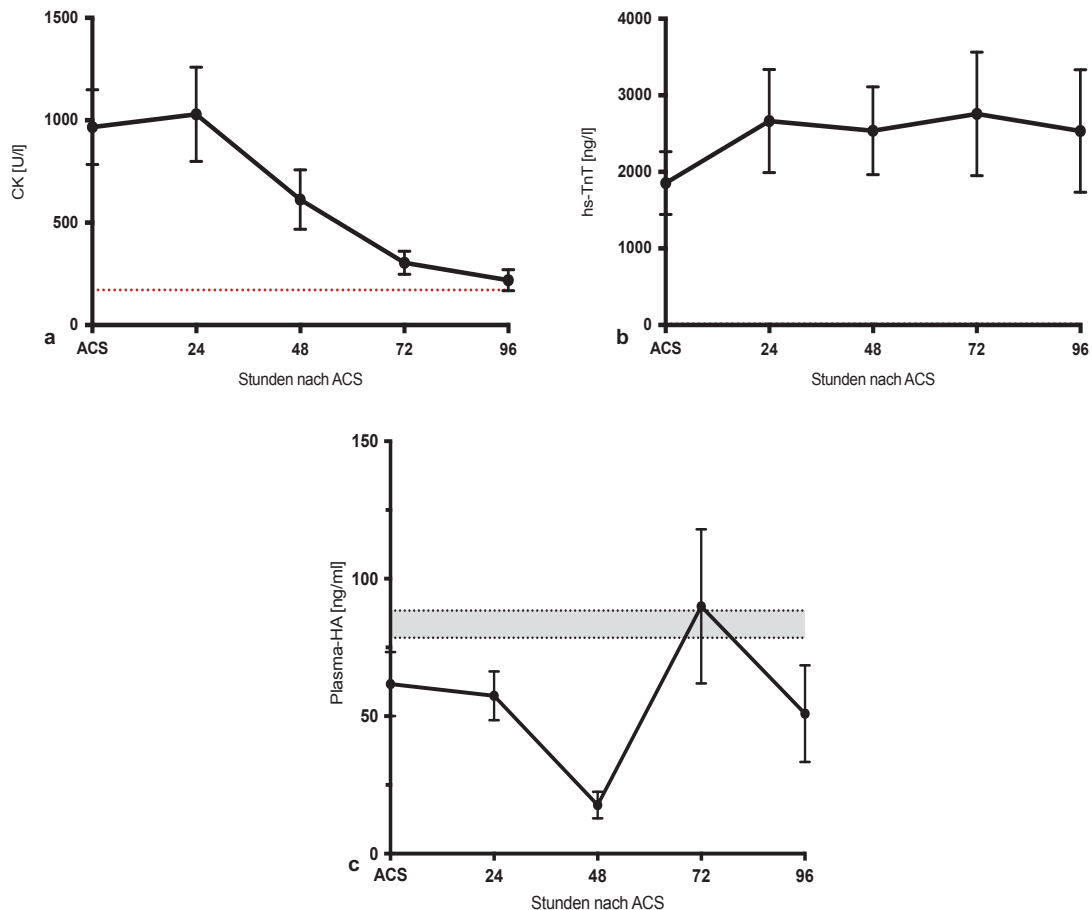 1500
1000
500
0
CK [U/l]
a
ACS 24 48 72 96
Stunden nach ACS
4000
3000
2000
1000
0
hs-TnT [ng/l]
b
ACS 24 48 72 96
Stunden nach ACS
150
100
50
0
Plasma-HA [ng/ml]
c
ACS 24 48 72 96
Stunden nach ACS